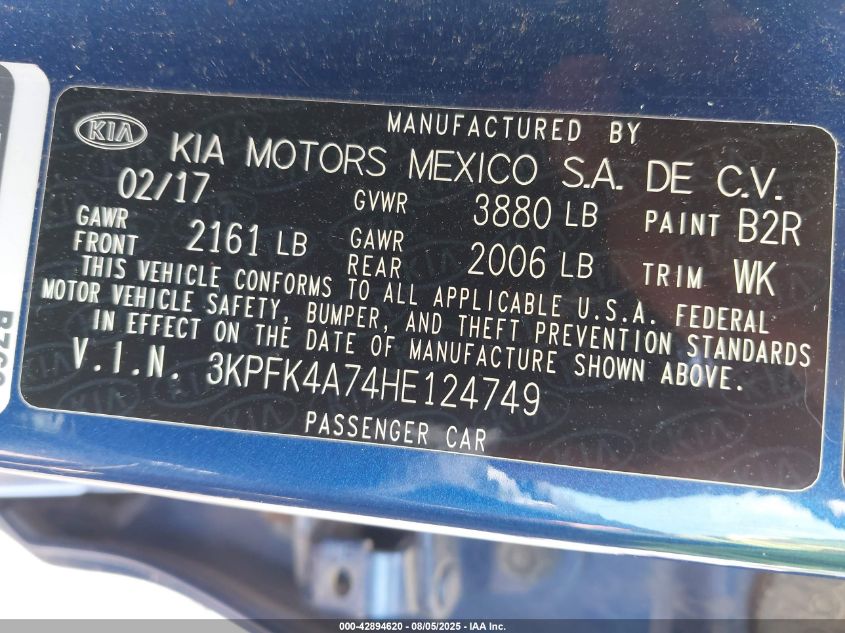 KIA
MANUFACTURED BY
KIA MOTORS MEXICO S.A. DE C.V.
02/17 GVWR 3880 LB PAINT B2R
GAWR FRONT 2161 LB GAWR REAR 2006 LB TRIM WK
THIS VEHICLE CONFORMS TO ALL APPLICABLE U.S.A. FEDERAL
MOTOR VEHICLE SAFETY, BUMPER, AND THEFT PREVENTION STANDARDS
IN EFFECT ON THE DATE OF MANUFACTURE SHOWN ABOVE.
V.I.N. 3KPFK4A74HE124749
PASSENGER CAR
000-42894620 - 08/05/2025 - IAA Inc.